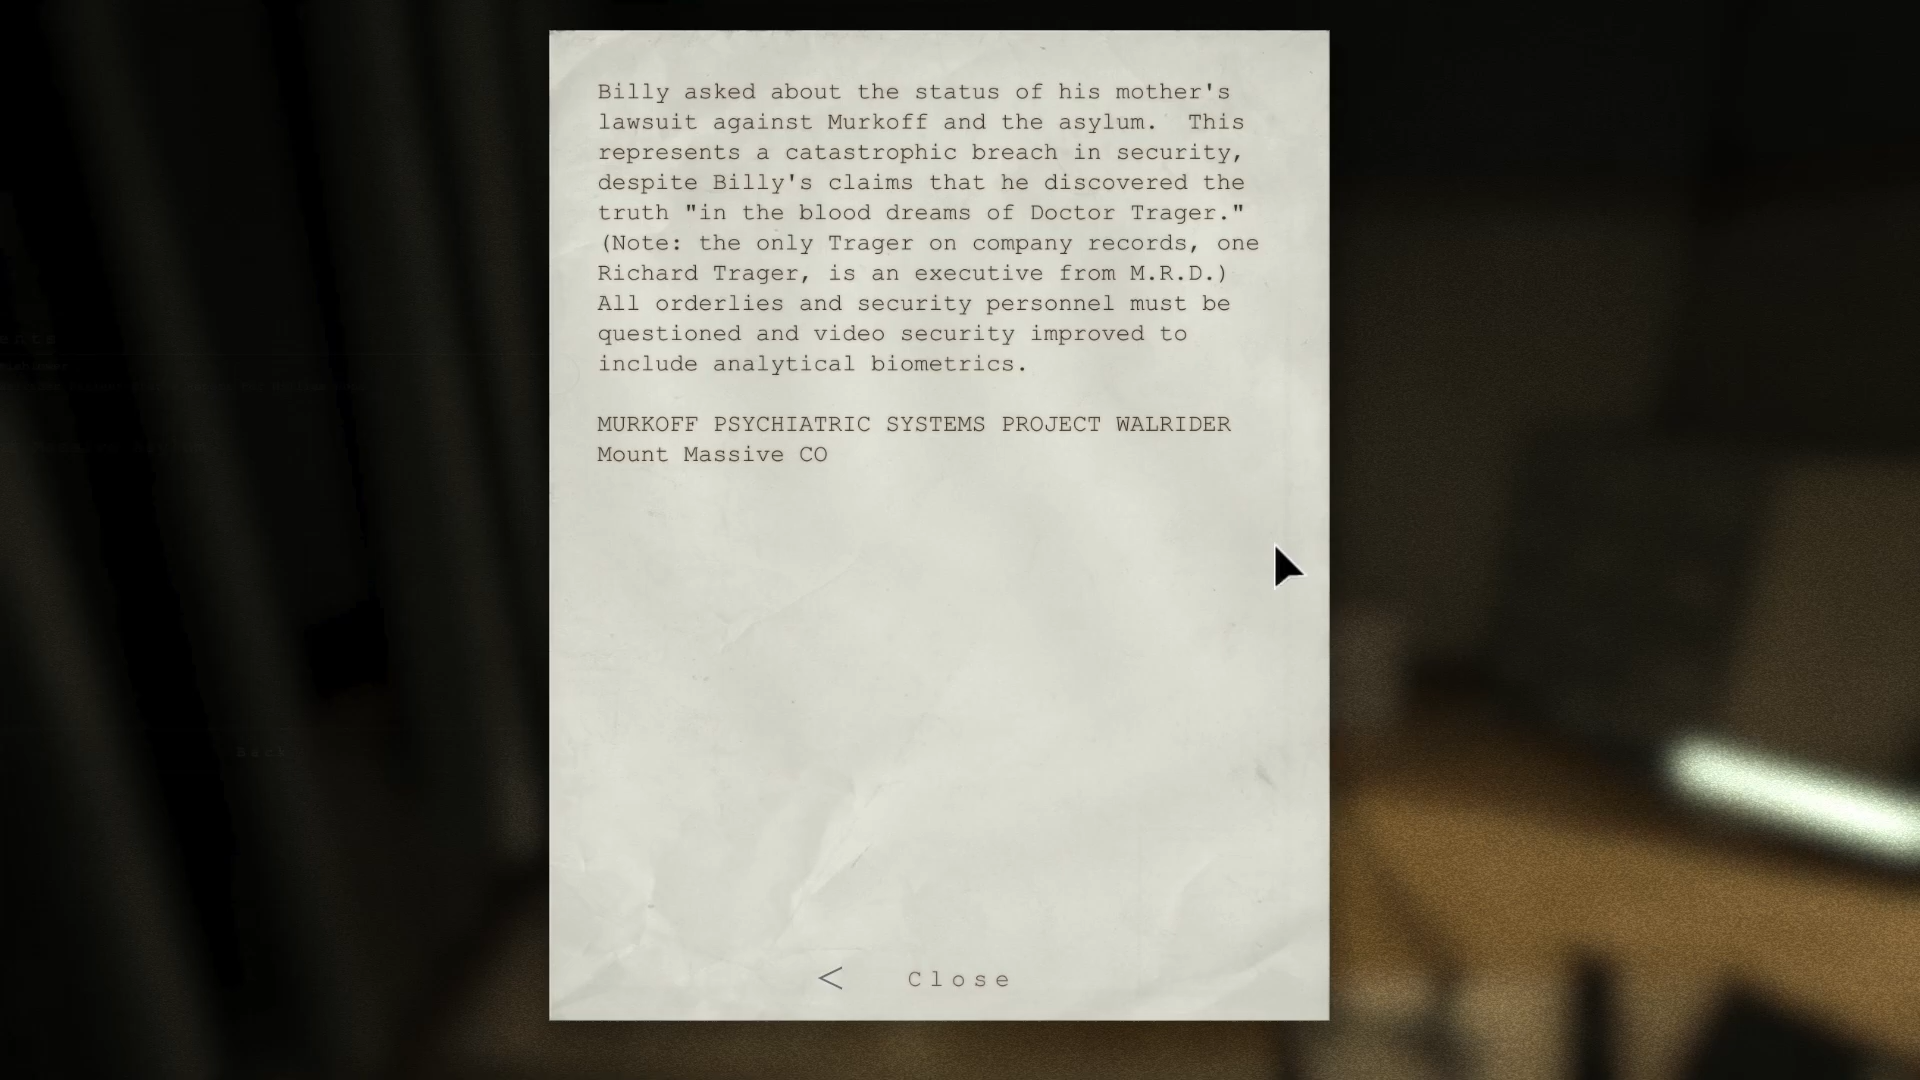 Billy asked about the status of his mother's
lawsuit against Murkoff and the asylum.  This
represents a catastrophic breach in security,
despite Billy's claims that he discovered the
truth "in the blood dreams of Doctor Trager."
(Note: the only Trager on company records, one
Richard Trager, is an executive from M.R.D.)
All orderlies and security personnel must be
questioned and video security improved to
include analytical biometrics.
MURKOFF PSYCHIATRIC SYSTEMS PROJECT WALRIDER
Mount Massive CO
< Close
Back